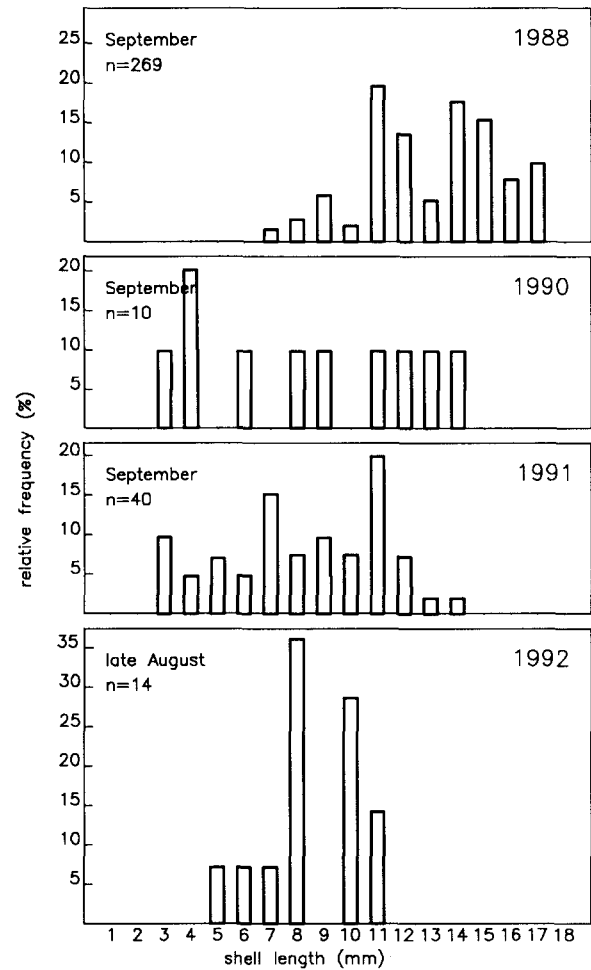 September 1988
n=269
25
20
15
10
5
September 1990
n=10
20
15
10
5
relative frequency (%)
September 1991
n=40
20
15
10
5
late August 1992
n=14
35
30
25
20
15
10
5
1 2 3 4 5 6 7 8 9 10 11 12 13 14 15 16 17 18
shell length (mm)